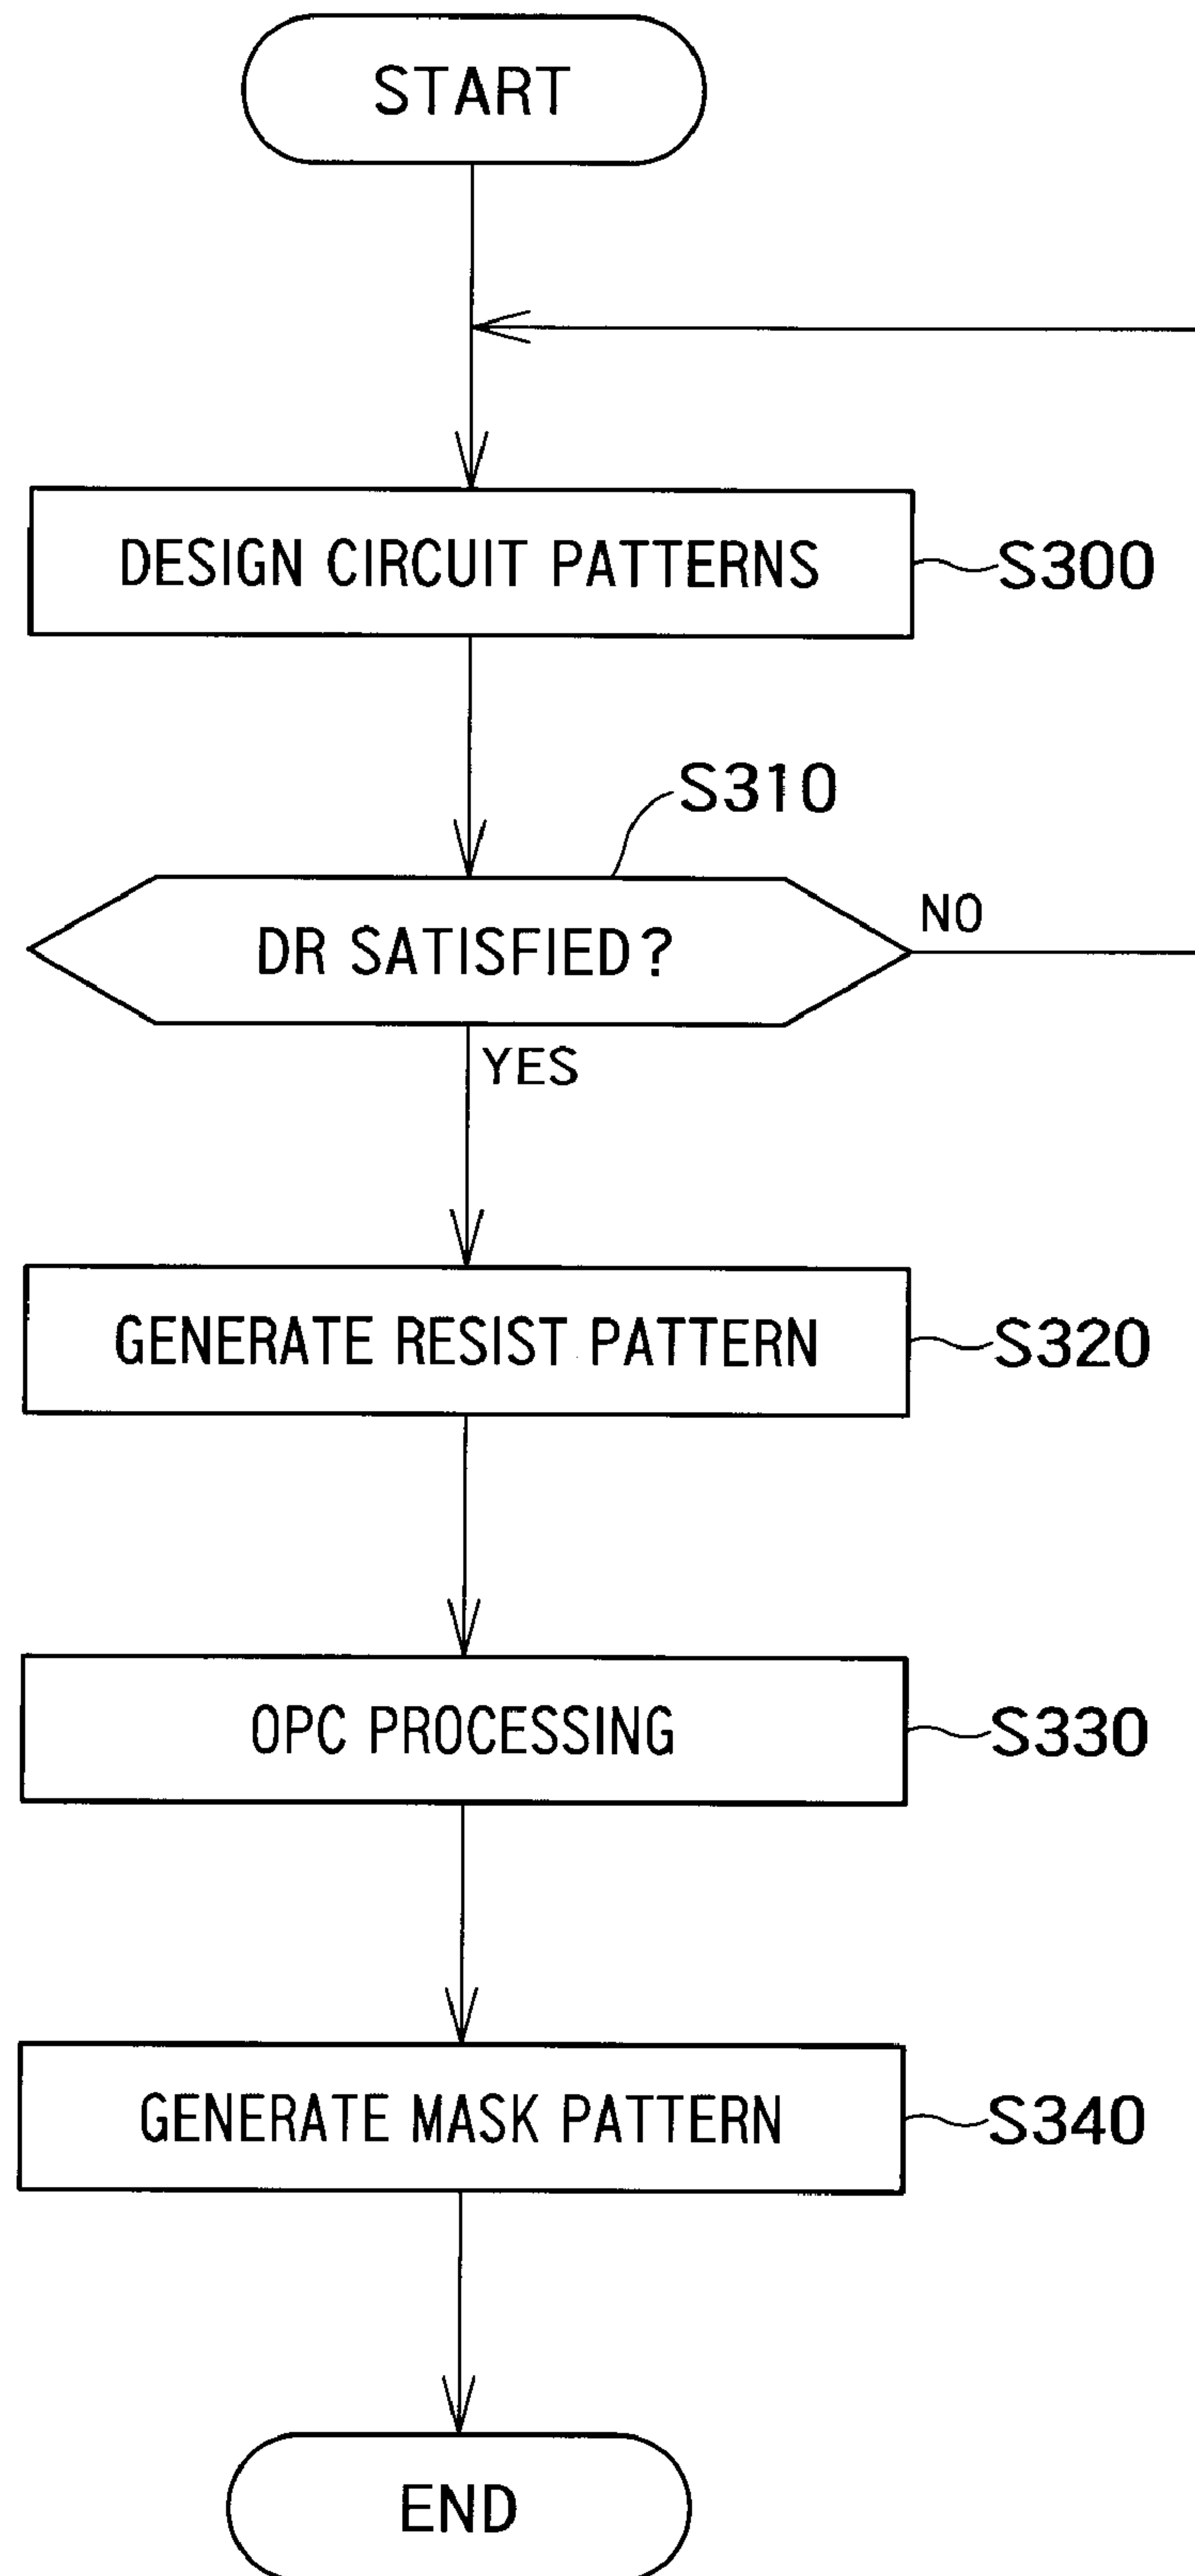 START
DESIGN CIRCUIT PATTERNS
S300
S310
DR SATISFIED?
NO
YES
GENERATE RESIST PATTERN
S320
OPC PROCESSING
S330
GENERATE MASK PATTERN
S340
END